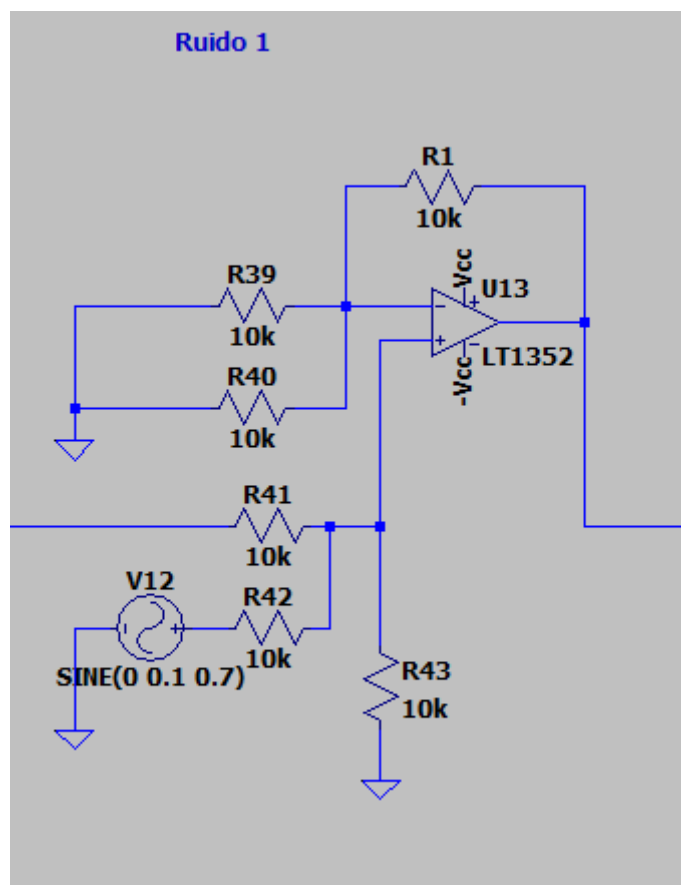 Ruido 1
R1
10k
R39
10k
R40
10k
Vcc
U13
-
+
+
-
LT1352
-Vcc
R41
10k
V12
R42
10k
SINE(0 0.1 0.7)
R43
10k